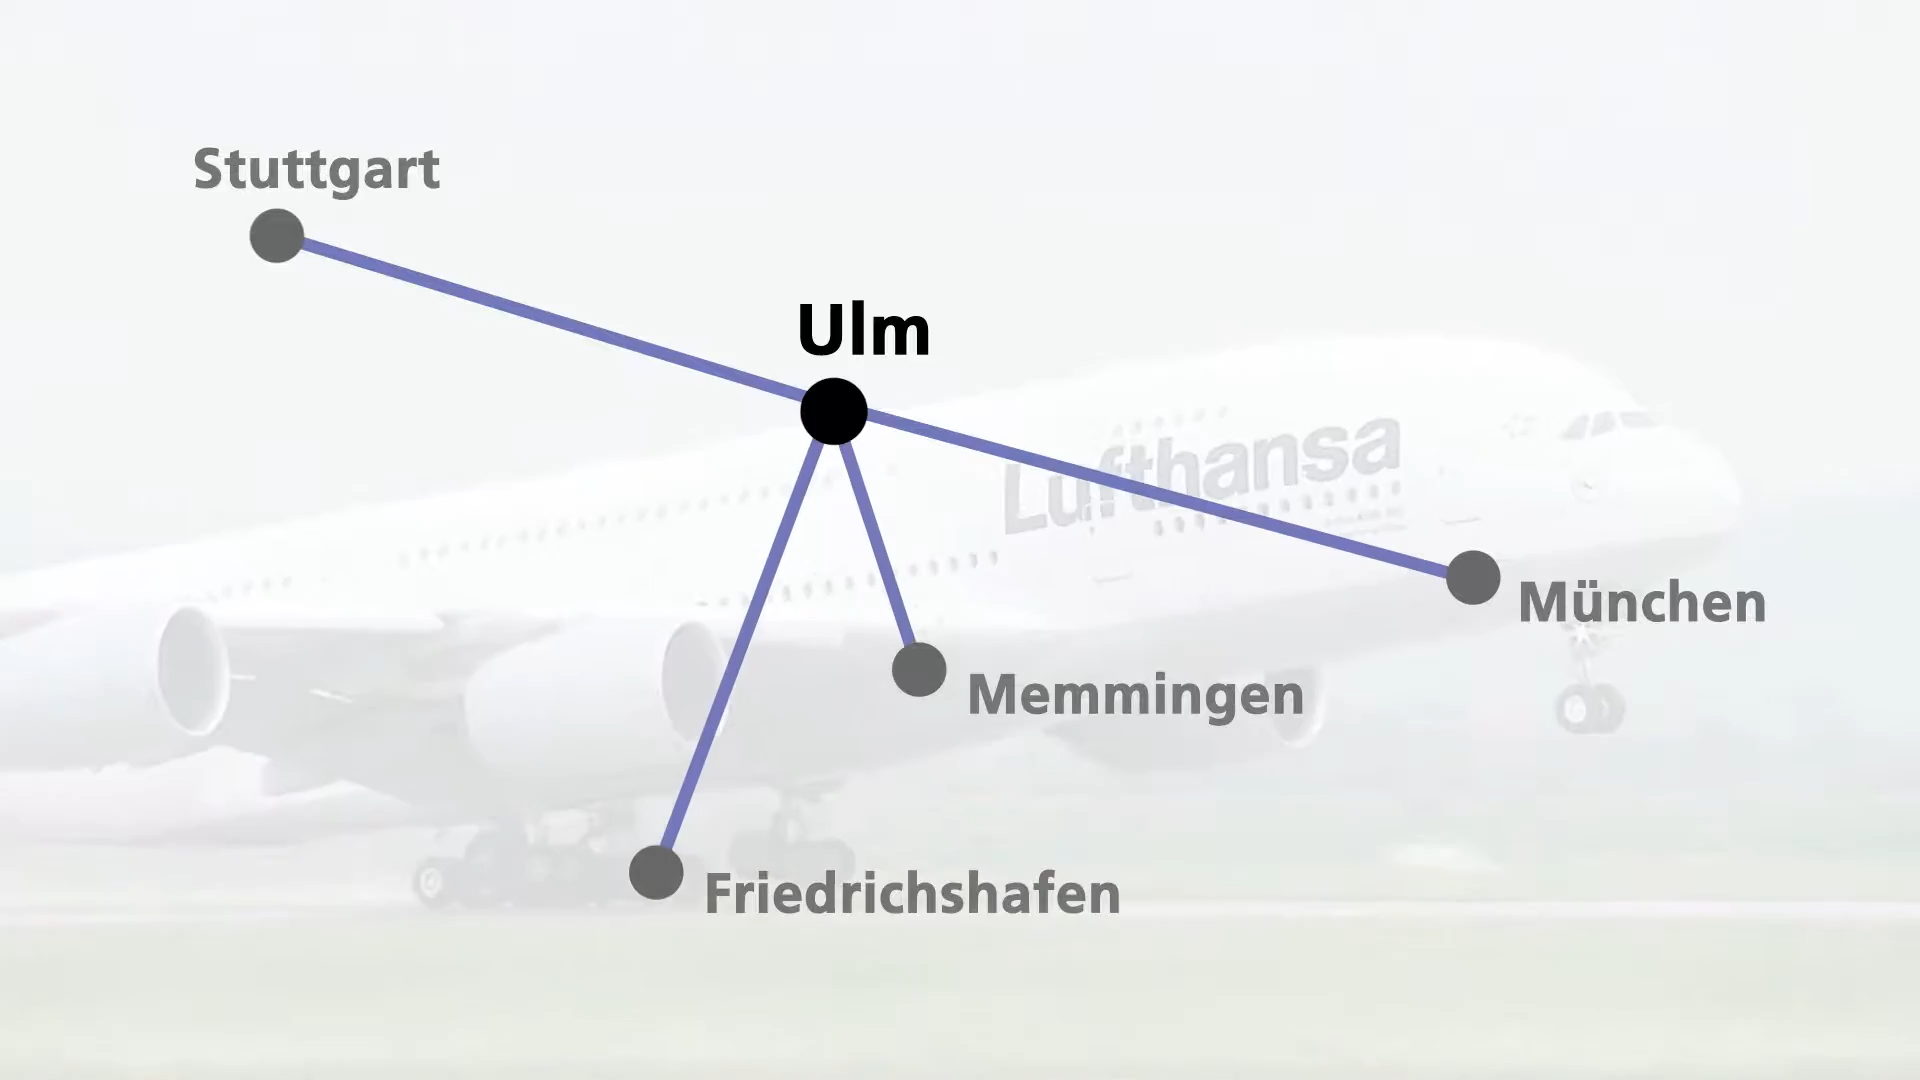 Stuttgart
Ulm
Lufthansa
München
Memmingen
Friedrichshafen